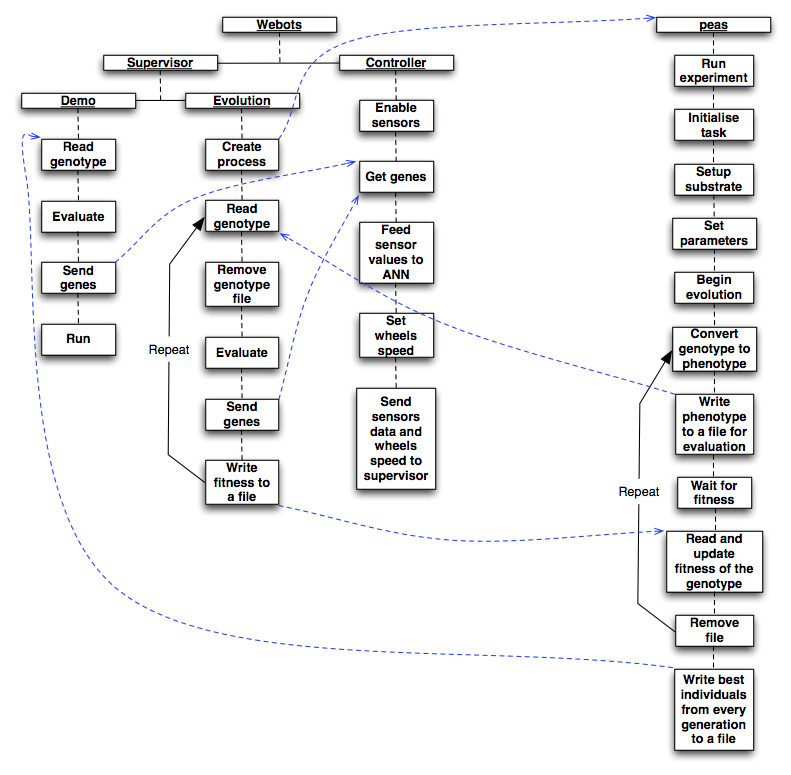 Webots
Supervisor
Controller
Demo
Evolution
Read
genotype
Evaluate
Send
genes
Run
Create
process
Read
genotype
Remove
genotype
file
Evaluate
Send
genes
Write
fitness to
a file
Repeat
Enable
sensors
Get genes
Feed
sensor
values to
ANN
Set
wheels
speed
Send
sensors
data and
wheels
speed to
supervisor
peas
Run
experiment
Initialise
task
Setup
substrate
Set
parameters
Begin
evolution
Convert
genotype to
phenotype
Write
phenotype
to a file for
evaluation
Wait for
fitness
Read and
update
fitness of the
genotype
Remove
file
Repeat
Write best
individuals
from every
generation
to a file